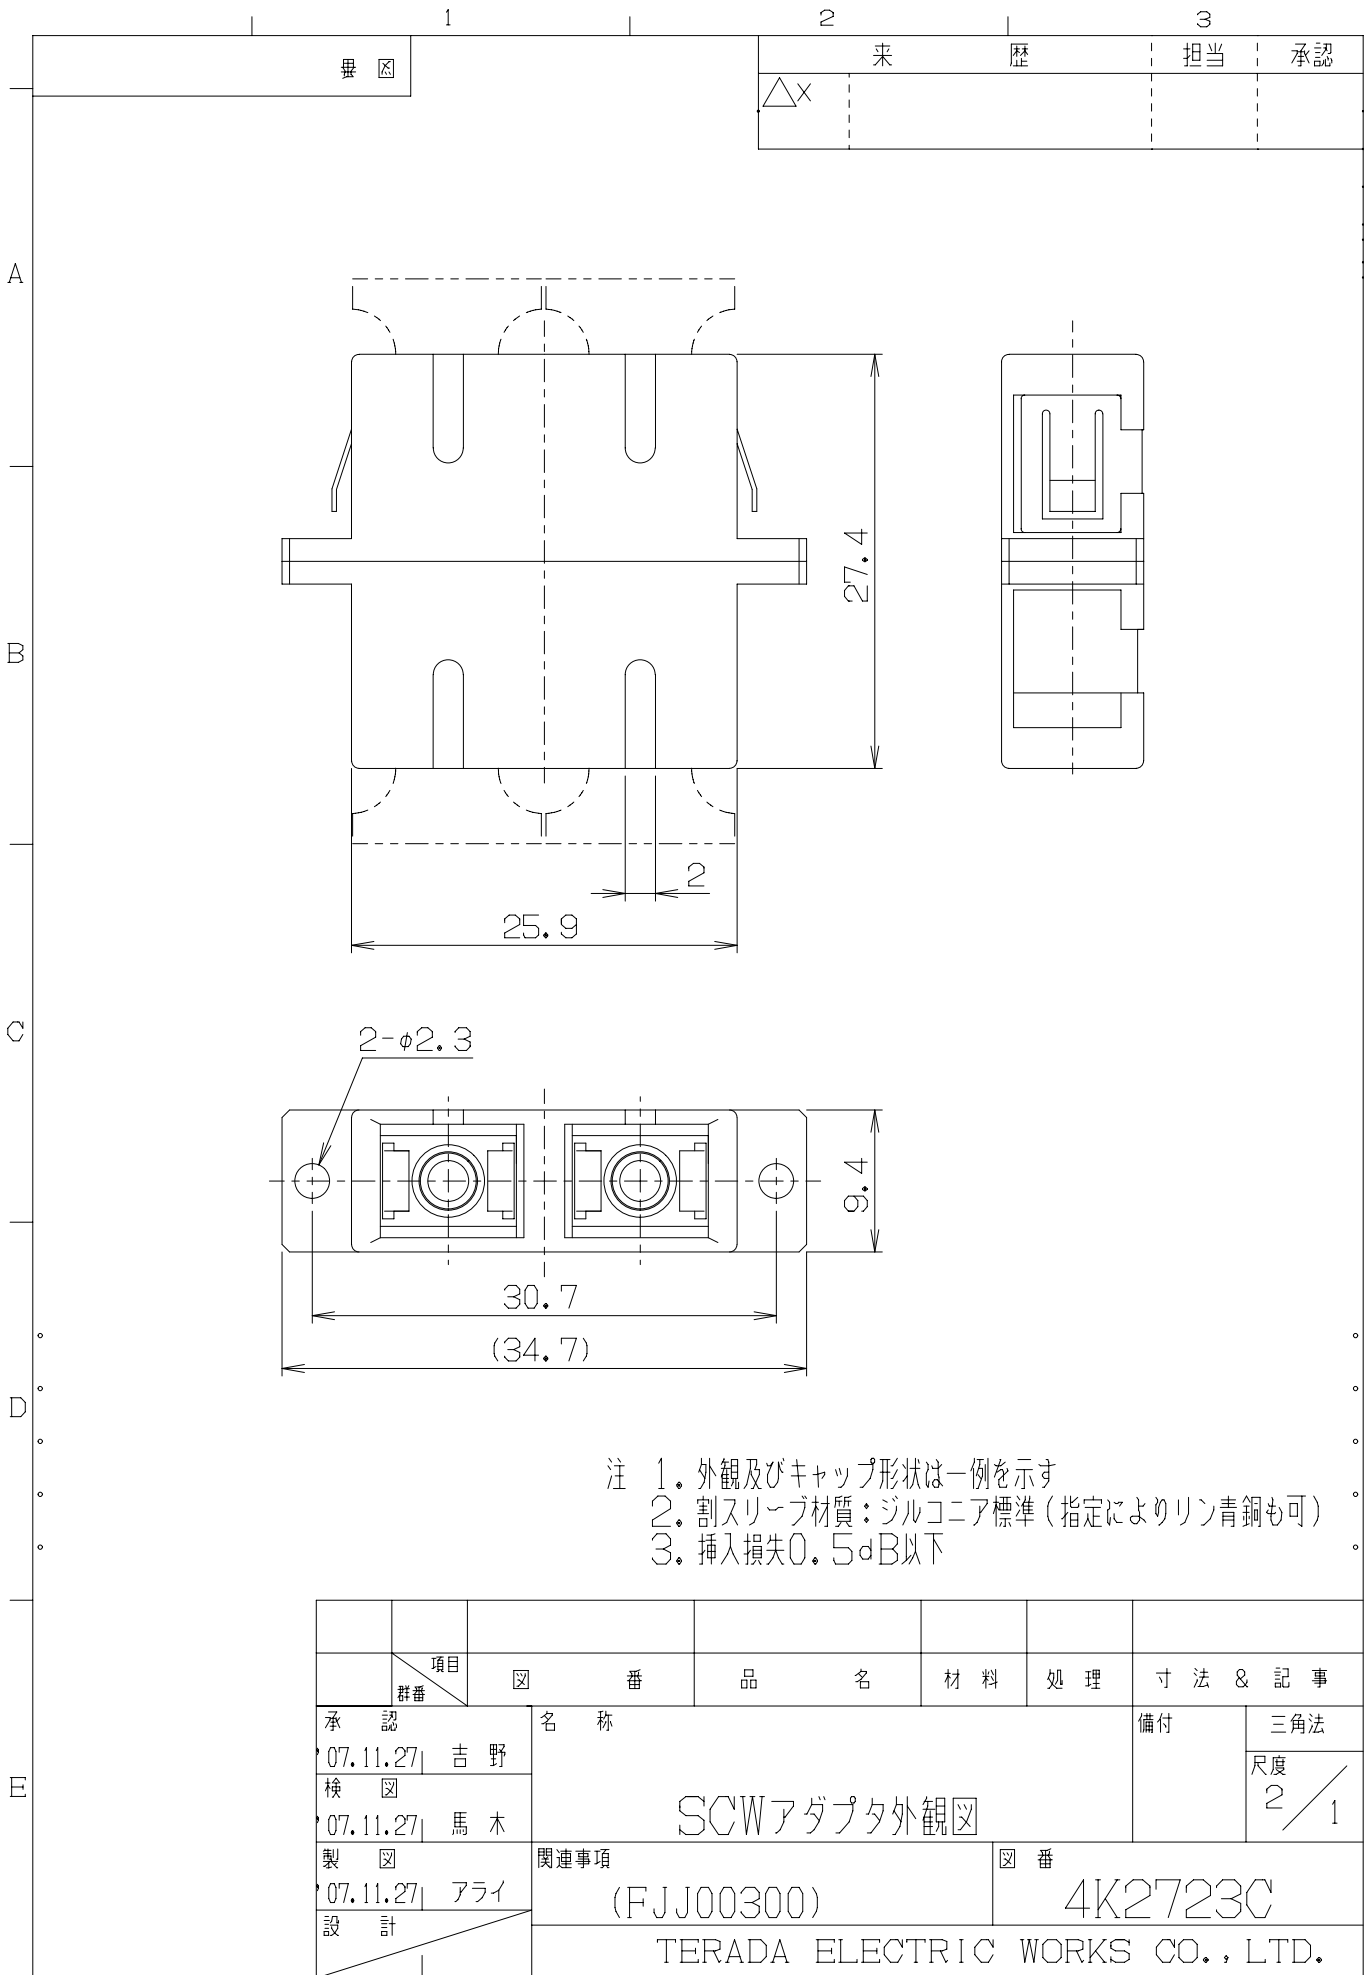 1 2 3
図番
来歴 担当 承認
△X
A
B
C
D
E
27.4
2
25.9
2-φ2.3
9.4
30.7
(34.7)
注 1. 外観及びキャップ形状は一例を示す
2. 割スリーブ材質:ジルコニア標準(指定によりリン青銅も可)
3. 挿入損失0.5dB以下
項目
群番
図番 品名 材料 処理 寸法&記事
承認
'07.11.27 吉野
検図
'07.11.27 馬木
製図
'07.11.27 アライ
設計
名称
SCWアダプタ外観図
備付
三角法
尺度
2/1
関連事項
(FJJ00300)
図番
4K2723C
TERADA ELECTRIC WORKS CO., LTD.